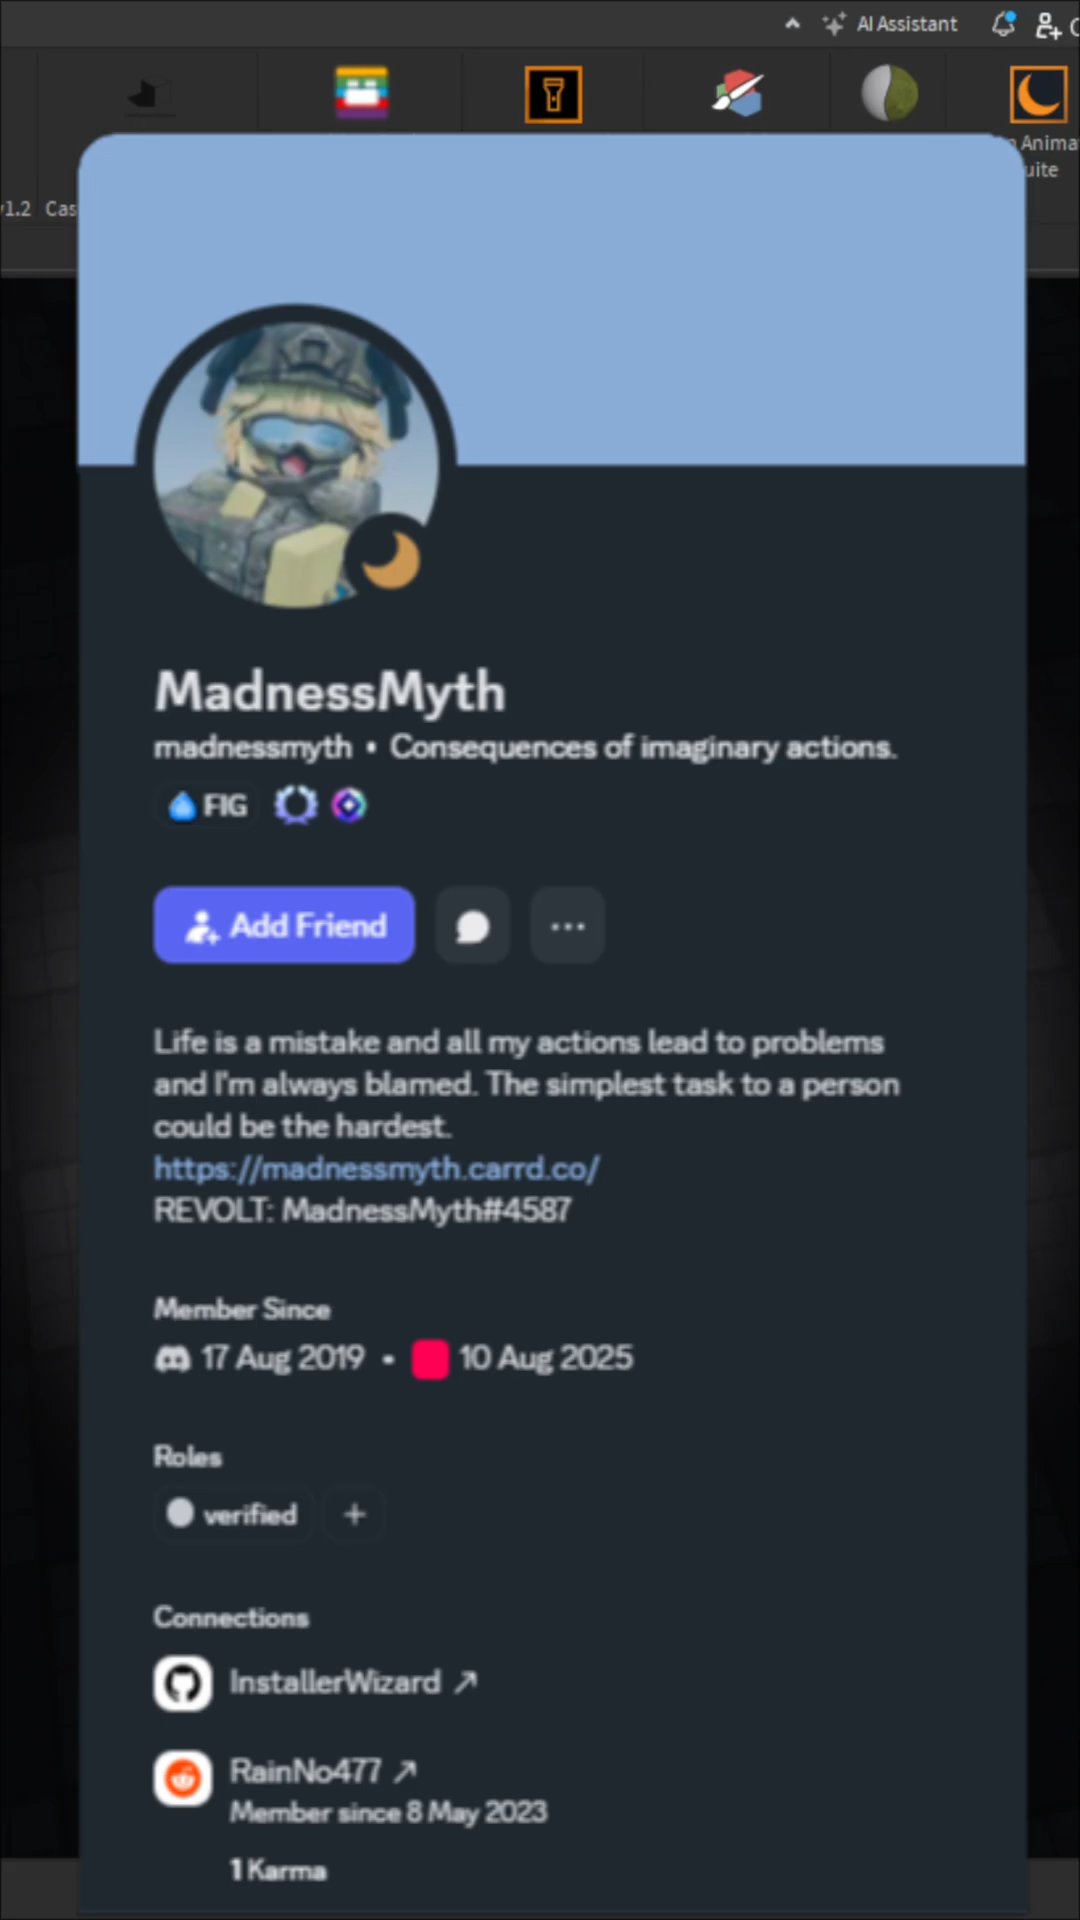 AI Assistant
Anima
uite
v1.2 Cas
MadnessMyth
madnessmyth • Consequences of imaginary actions.
FIG
Add Friend
Life is a mistake and all my actions lead to problems
and I'm always blamed. The simplest task to a person
could be the hardest.
https://madnessmyth.carrd.co/
REVOLT: MadnessMyth#4587
Member Since
17 Aug 2019 • 10 Aug 2025
Roles
verified +
Connections
InstallerWizard
RainNo477
Member since 8 May 2023
1 Karma